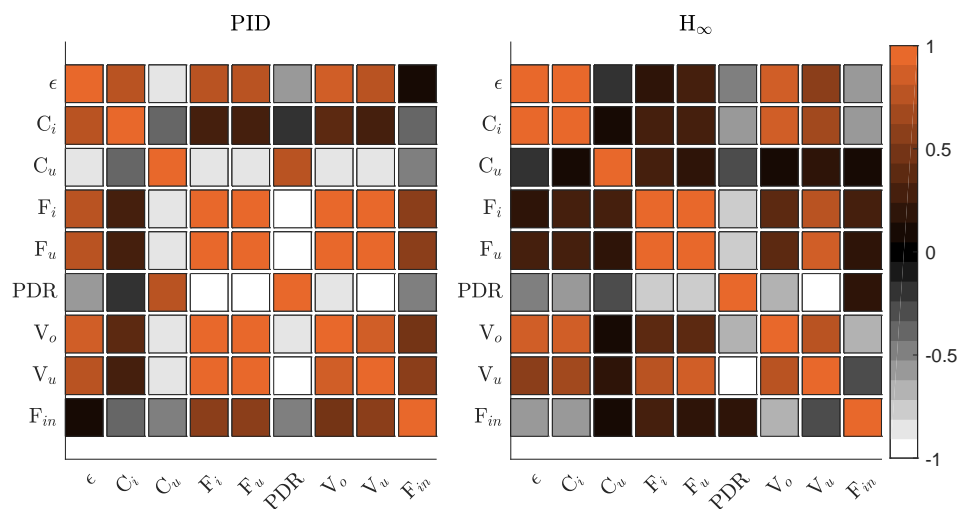 PID
H∞
ϵ
C_i
C_u
F_i
F_u
PDR
V_o
V_u
F_in
ϵ C_i C_u F_i F_u PDR V_o V_u F_in
ϵ
C_i
C_u
F_i
F_u
PDR
V_o
V_u
F_in
ϵ C_i C_u F_i F_u PDR V_o V_u F_in
1
0.5
0
-0.5
-1